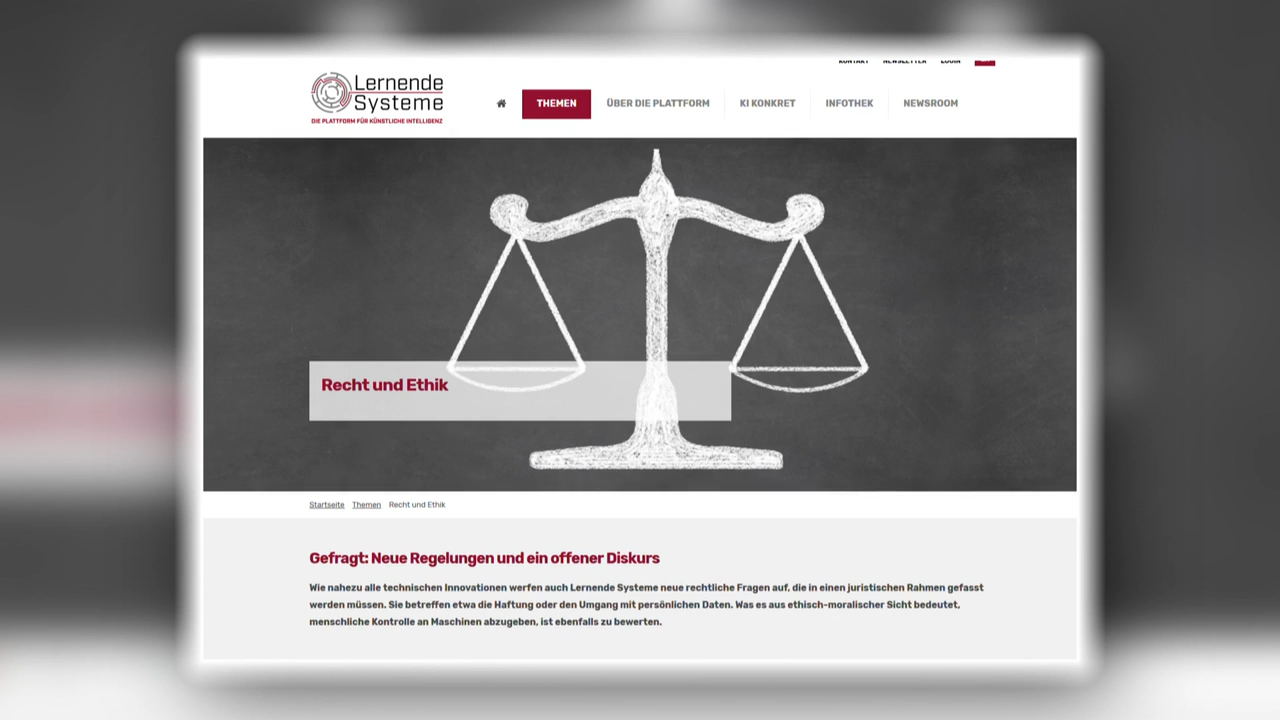 KONTAKT NEWSLETTER LOGIN
Lernende
Systeme
DIE PLATTFORM FÜR KÜNSTLICHE INTELLIGENZ
THEMEN ÜBER DIE PLATTFORM KI KONKRET INFOTHEK NEWSROOM
Recht und Ethik
Startseite Themen Recht und Ethik
Gefragt: Neue Regelungen und ein offener Diskurs
Wie nahezu alle technischen Innovationen werfen auch Lernende Systeme neue rechtliche Fragen auf, die in einen juristischen Rahmen gefasst
werden müssen. Sie betreffen etwa die Haftung oder den Umgang mit persönlichen Daten. Was es aus ethisch-moralischer Sicht bedeutet,
menschliche Kontrolle an Maschinen abzugeben, ist ebenfalls zu bewerten.